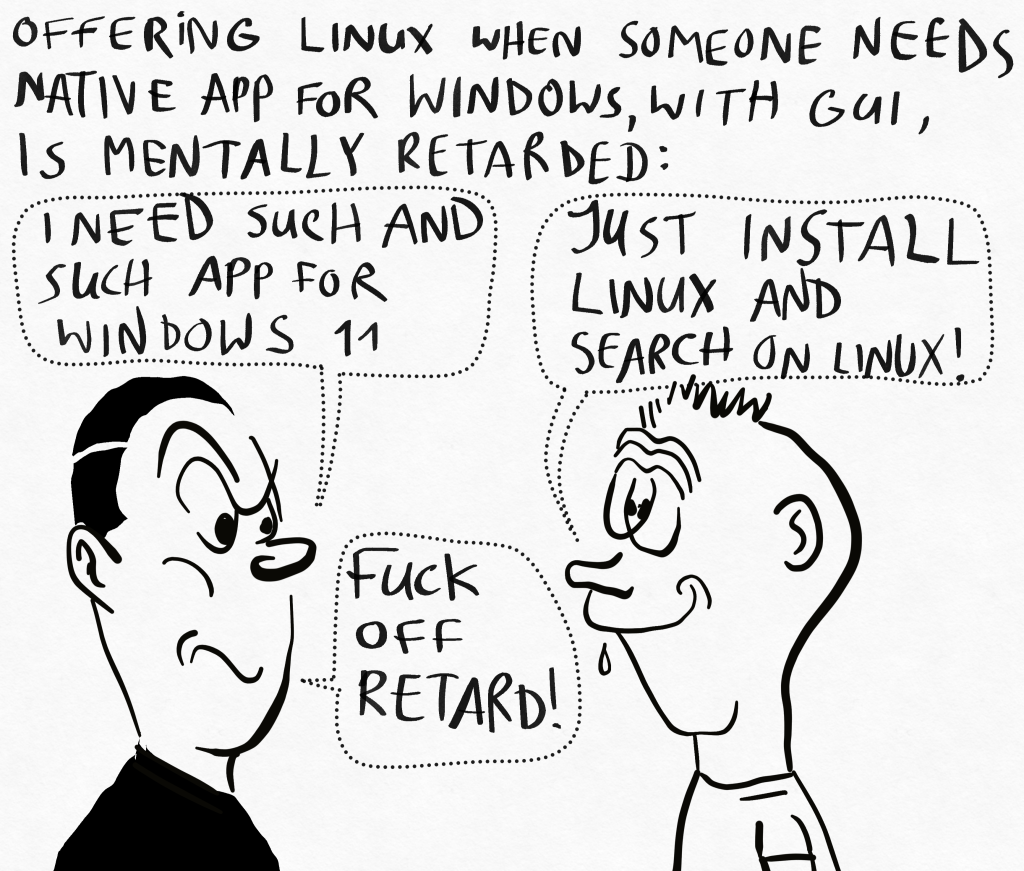 OFFERING LINUX WHEN SOMEONE NEEDS
NATIVE APP FOR WINDOWS, WITH GUI,
IS MENTALLY RETARDED:
I NEED SUCH AND
SUCH APP FOR
WINDOWS 11
JUST INSTALL
LINUX AND
SEARCH ON LINUX!
FUCK
OFF
RETARD!